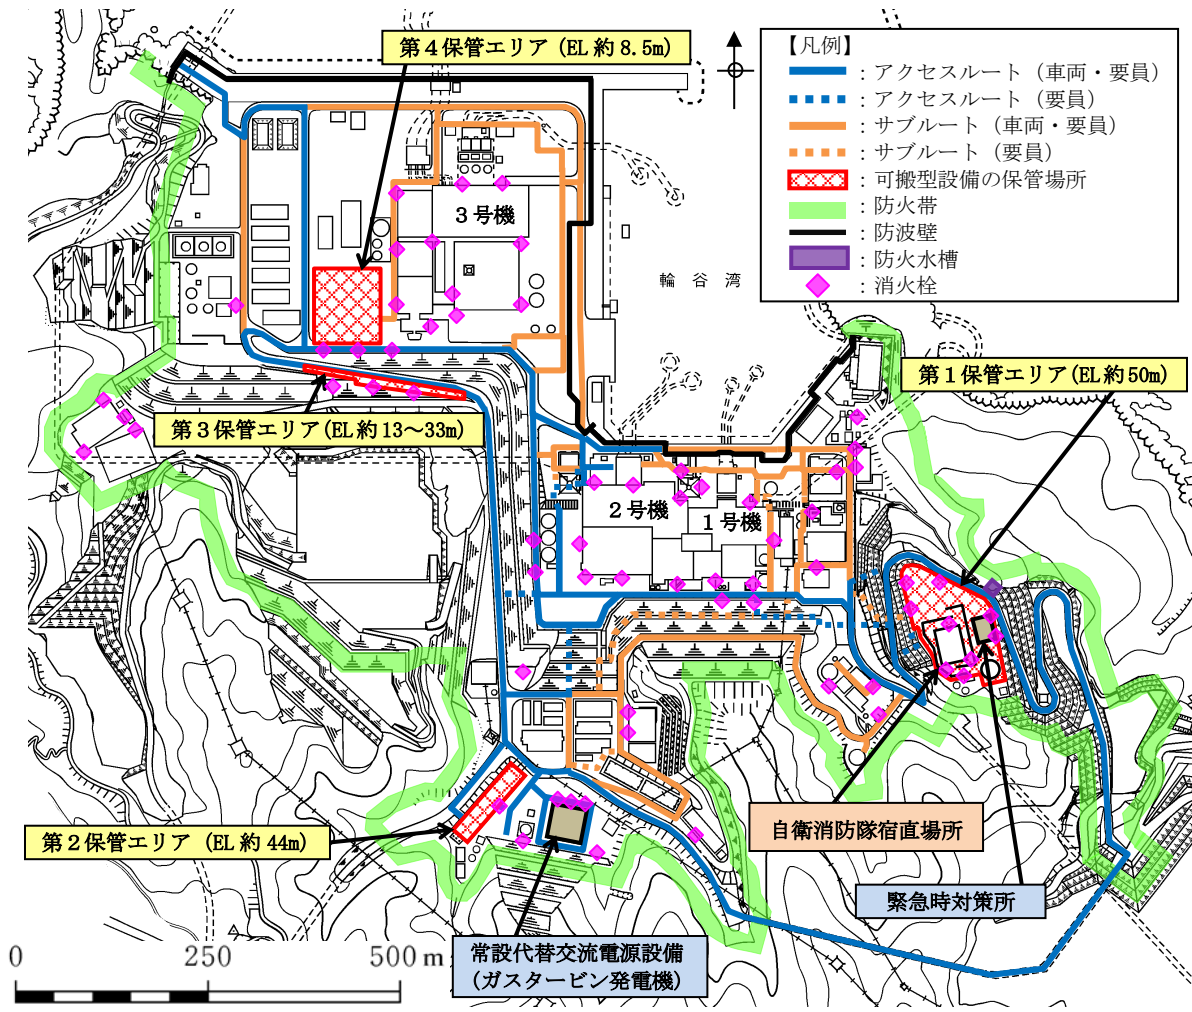 第４保管エリア (EL 約 8.5m)
【凡例】
：アクセスルート（車両・要員）
：アクセスルート（要員）
：サブルート（車両・要員）
：サブルート（要員）
：可搬型設備の保管場所
：防火帯
：防波壁
：防火水槽
：消火栓
３号機
輪谷湾
第１保管エリア(EL 約 50m)
第３保管エリア(EL 約 13～33m)
２号機
１号機
自衛消防隊宿直場所
第２保管エリア (EL 約 44m)
緊急時対策所
常設代替交流電源設備
(ガスタービン発電機)
0 250 500 m